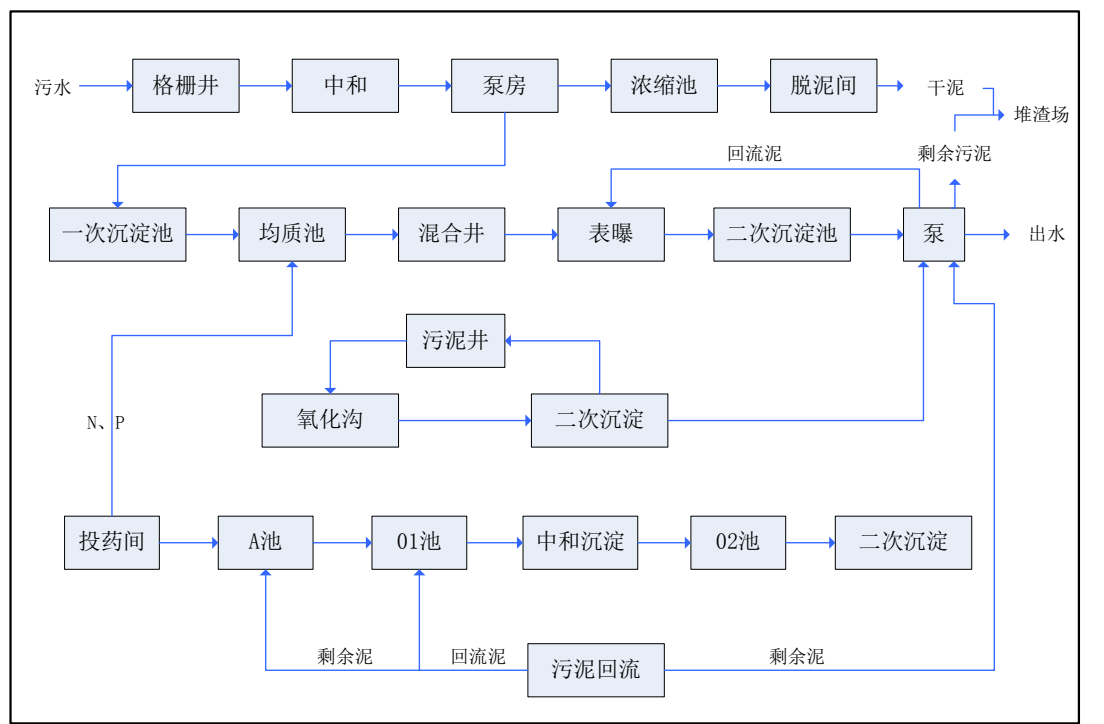 污水
格栅井
中和
泵房
浓缩池
脱泥间
干泥
堆渣场
回流泥
剩余污泥
一次沉淀池
均质池
混合井
表曝
二次沉淀池
泵
出水
污泥井
氧化沟
二次沉淀
N、P
投药间
A池
O1池
中和沉淀
O2池
二次沉淀
剩余泥
回流泥
污泥回流
剩余泥